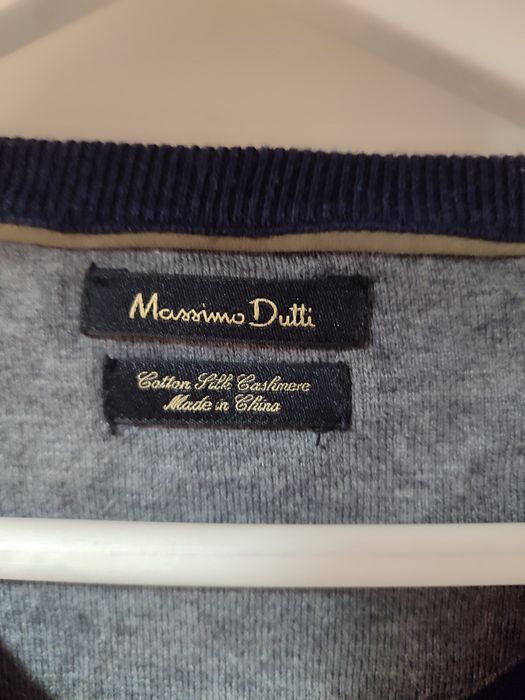 Massimo Dutti
Cotton Silk Cashmere
Made in China